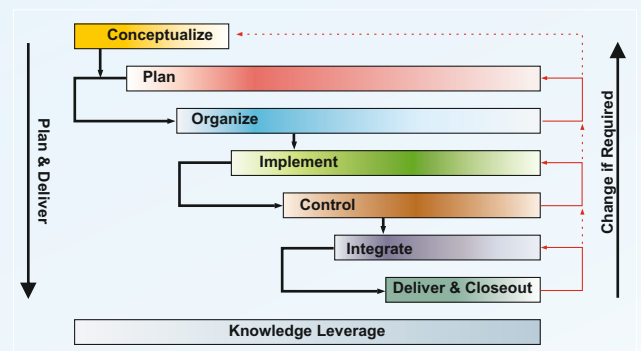 Conceptualize
Plan
Organize
Implement
Control
Integrate
Deliver & Closeout
Knowledge Leverage
Plan & Deliver
Change if Required